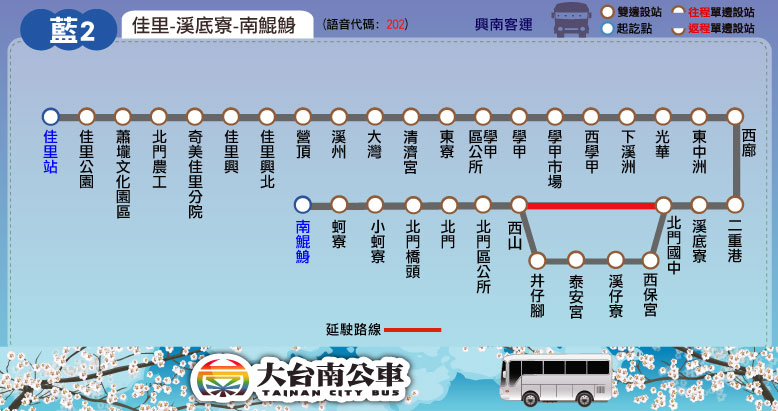 藍2
佳里-溪底寮-南鯤鯓
(語音代碼：202)
興南客運
雙邊設站
起訖點
往程單邊設站
返程單邊設站
佳里站
佳里公園
蕭壠文化園區
北門農工
奇美佳里分院
佳里興
佳里興北
營頂
溪州
大灣
清濟宮
東寮
學甲區公所
學甲
學甲市場
西學甲
下溪洲
光華
東中洲
西廍
二重港
溪底寮
北門國中
西保宮
溪仔寮
泰安宮
井仔腳
西山
北門區公所
北門
北門橋頭
小蚵寮
蚵寮
南鯤鯓
延駛路線
大台南公車
TAINAN CITY BUS